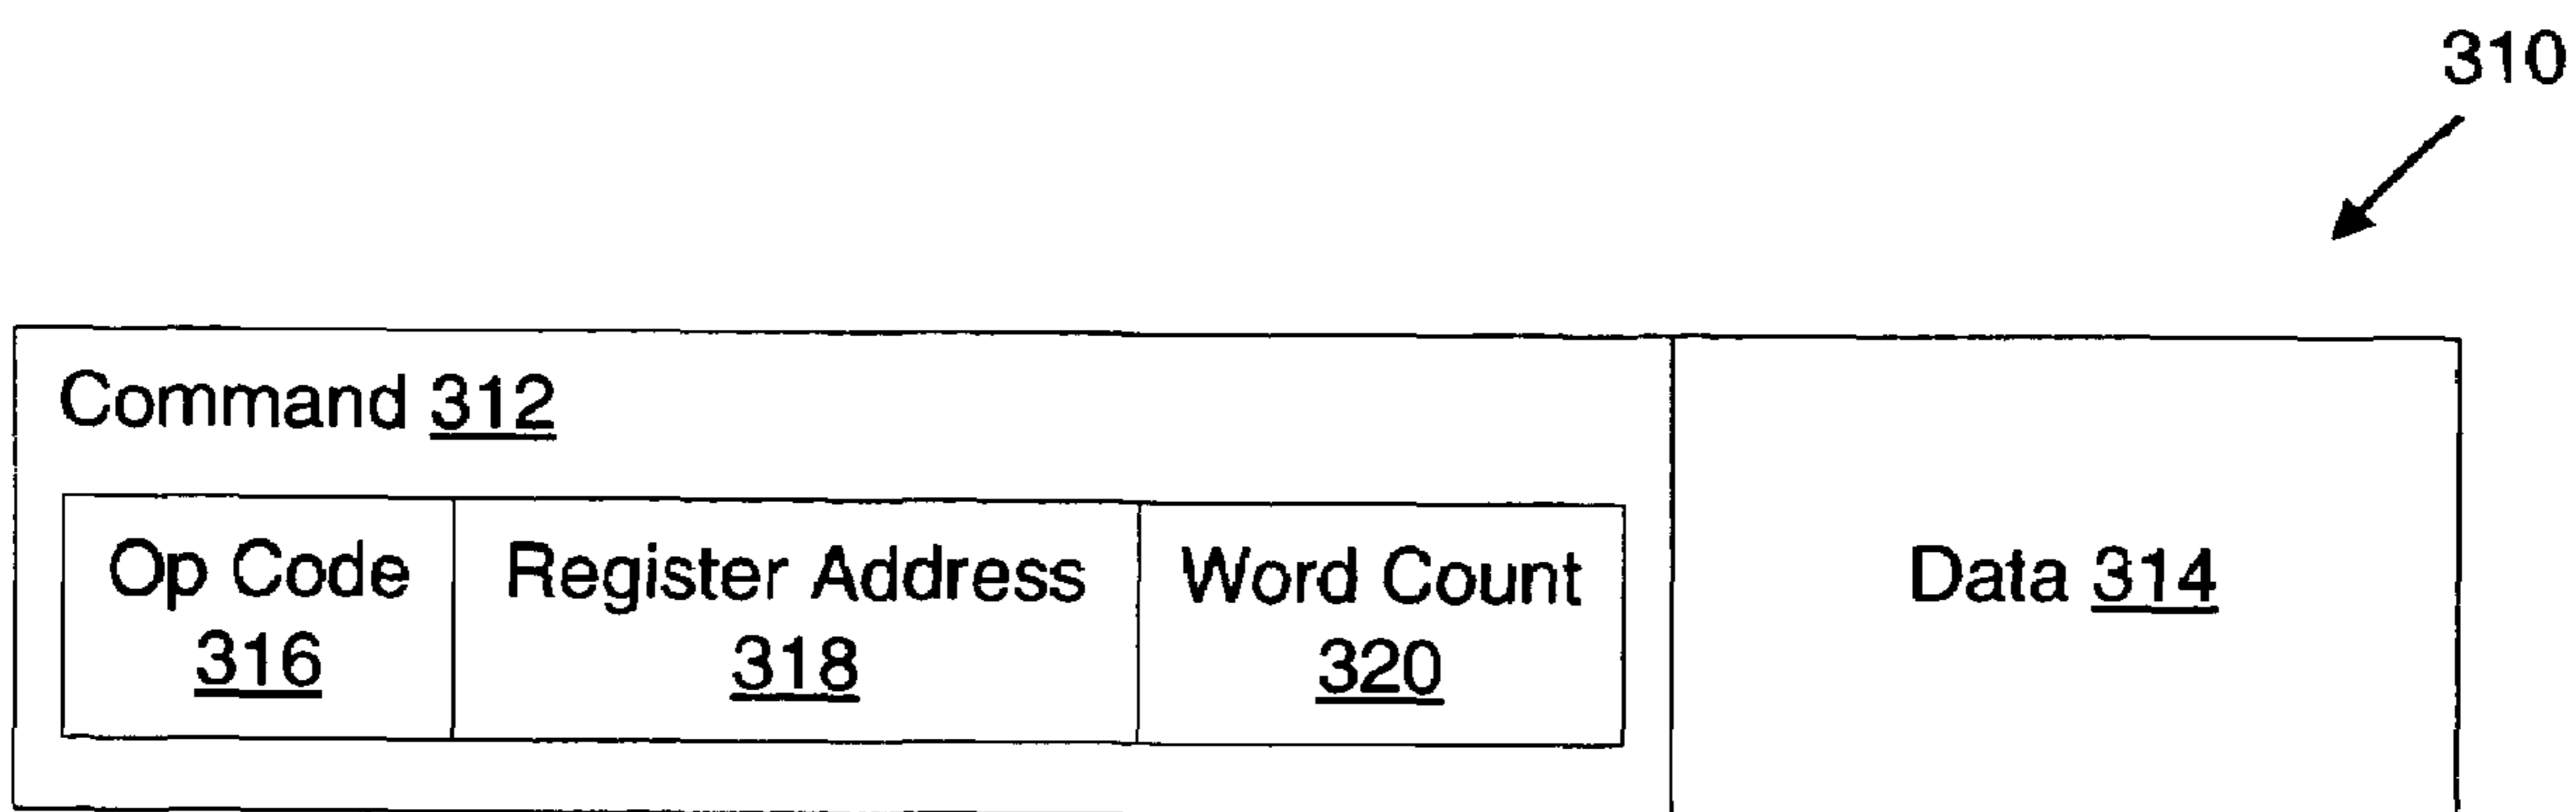 310
Command 312
Op Code
316
Register Address
318
Word Count
320
Data 314